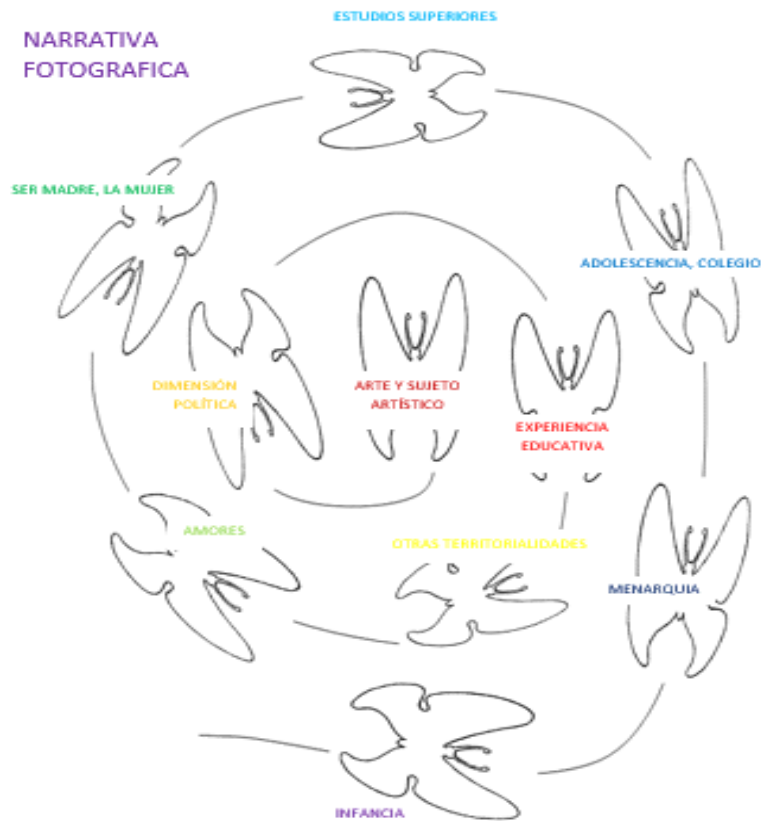 NARRATIVA
FOTOGRAFICA
ESTUDIOS SUPERIORES
SER MADRE, LA MUJER
ADOLESCENCIA, COLEGIO
DIMENSIÓN
POLÍTICA
ARTE Y SUJETO
ARTÍSTICO
EXPERIENCIA
EDUCATIVA
AMORES
OTRAS TERRITORIALIDADES
MENARQUIA
INFANCIA